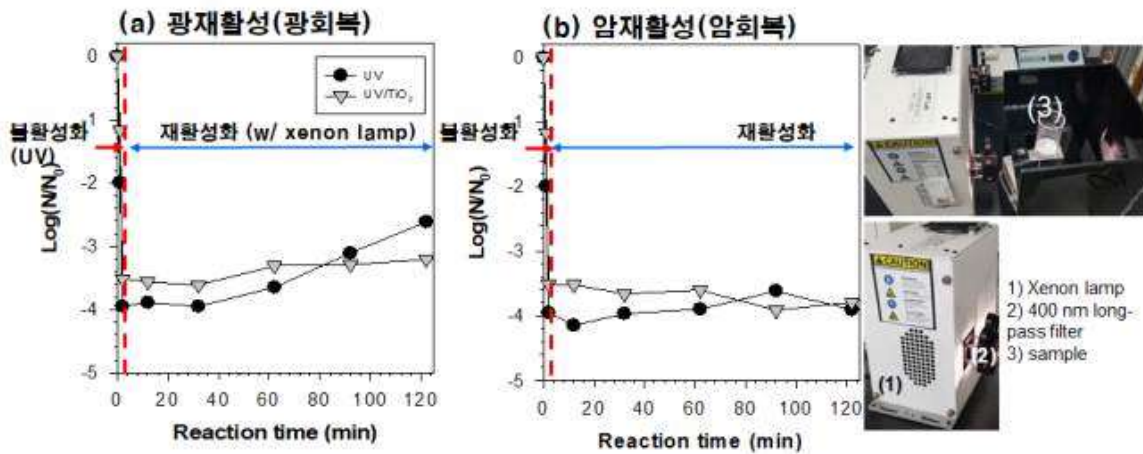 (a) 광재활성(광회복)
0
-1
-2
-3
-4
-5
Log(N/N₀)
UV
UV/TiO₂
불활성화
(UV)
재활성화 (w/ xenon lamp)
0 20 40 60 80 100 120
Reaction time (min)
(b) 암재활성(암회복)
0
-1
-2
-3
-4
-5
Log(N/N₀)
불활성화
재활성화
0 20 40 60 80 100 120
Reaction time (min)
(3)
CAUTION
CAUTION
(1)
(2)
1) Xenon lamp
2) 400 nm long-
pass filter
3) sample